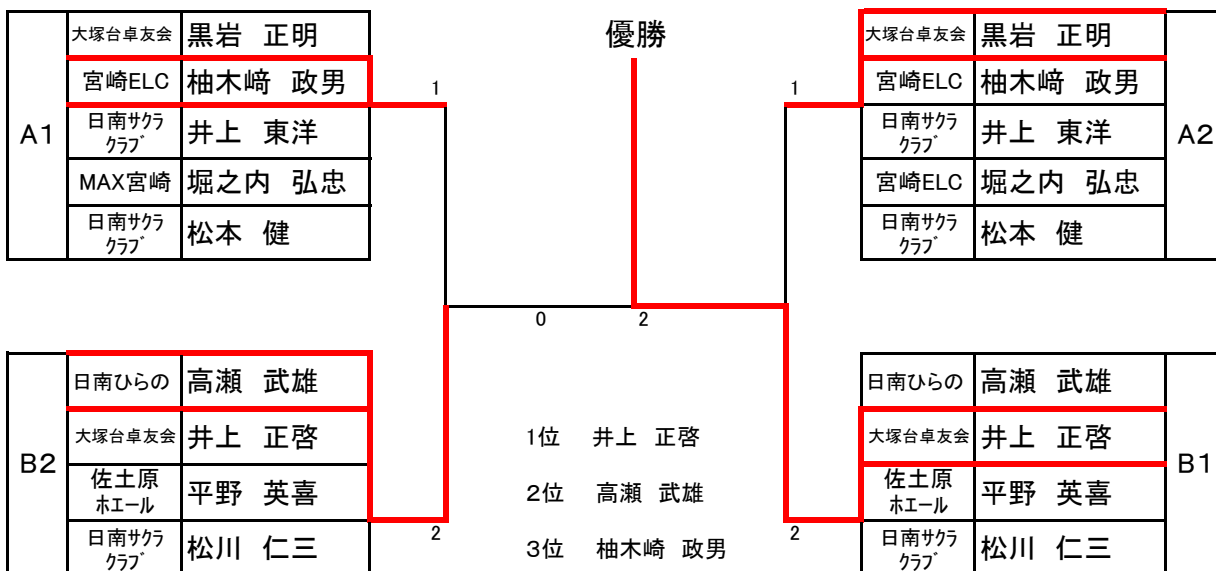 優勝
A1
大塚台卓友会 黒岩 正明
宮崎ELC 柚木﨑 政男
日南サクラ
クラブ 井上 東洋
MAX宮崎 堀之内 弘忠
日南サクラ
クラブ 松本 健
1
A2
大塚台卓友会 黒岩 正明
宮崎ELC 柚木﨑 政男
日南サクラ
クラブ 井上 東洋
宮崎ELC 堀之内 弘忠
日南サクラ
クラブ 松本 健
1
0 2
B2
日南ひらの 高瀬 武雄
大塚台卓友会 井上 正啓
佐土原
ホエール 平野 英喜
日南サクラ
クラブ 松川 仁三
2
1位 井上 正啓
2位 高瀬 武雄
3位 柚木崎 政男
B1
日南ひらの 高瀬 武雄
大塚台卓友会 井上 正啓
佐土原
ホエール 平野 英喜
日南サクラ
クラブ 松川 仁三
2